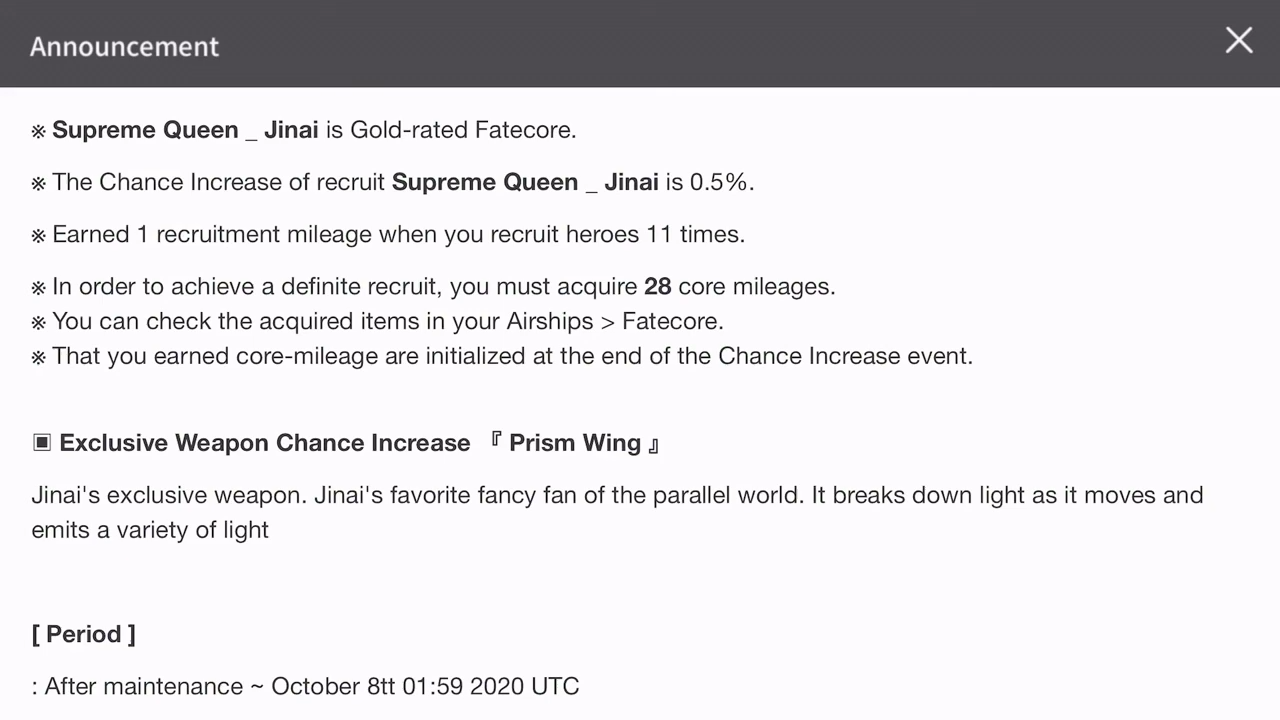 Announcement
※ Supreme Queen _ Jinai is Gold-rated Fatecore.
※ The Chance Increase of recruit Supreme Queen _ Jinai is 0.5%.
※ Earned 1 recruitment mileage when you recruit heroes 11 times.
※ In order to achieve a definite recruit, you must acquire 28 core mileages.
※ You can check the acquired items in your Airships > Fatecore.
※ That you earned core-mileage are initialized at the end of the Chance Increase event.
▣ Exclusive Weapon Chance Increase 『 Prism Wing 』
Jinai's exclusive weapon. Jinai's favorite fancy fan of the parallel world. It breaks down light as it moves and
emits a variety of light
[ Period ]
: After maintenance ~ October 8tt 01:59 2020 UTC